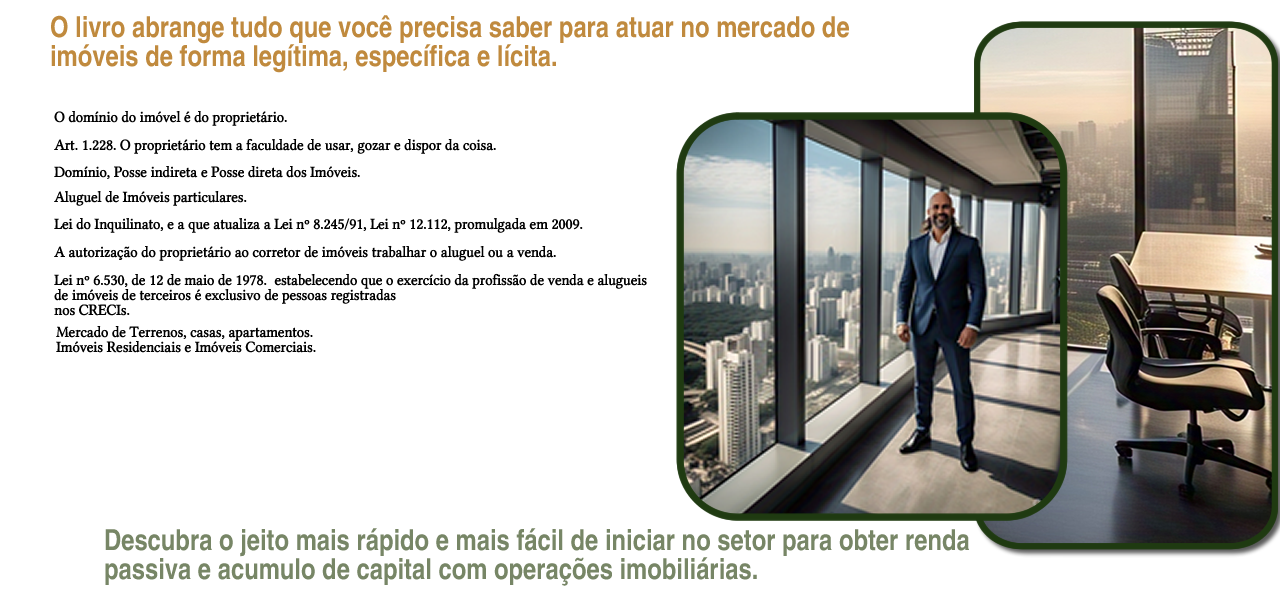 O livro abrange tudo que você precisa saber para atuar no mercado de
imóveis de forma legítima, específica e lícita.
O domínio do imóvel é do proprietário.
Art. 1.228. O proprietário tem a faculdade de usar, gozar e dispor da coisa.
Domínio, Posse indireta e Posse direta dos Imóveis.
Aluguel de Imóveis particulares.
Lei do Inquilinato, e a que atualiza a Lei nº 8.245/91, Lei nº 12.112, promulgada em 2009.
A autorização do proprietário ao corretor de imóveis trabalhar o aluguel ou a venda.
Lei nº 6.530, de 12 de maio de 1978.  estabelecendo que o exercício da profissão de venda e alugueis
de imóveis de terceiros é exclusivo de pessoas registradas
nos CRECIs.
Mercado de Terrenos, casas, apartamentos.
Imóveis Residenciais e Imóveis Comerciais.
Descubra o jeito mais rápido e mais fácil de iniciar no setor para obter renda
passiva e acumulo de capital com operações imobiliárias.